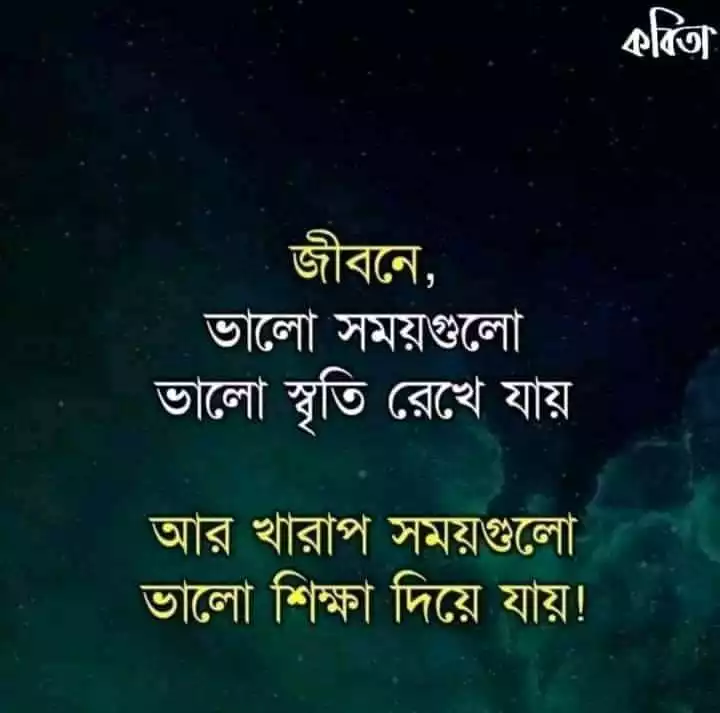 কবিতা
জীবনে,
ভালো সময়গুলো
ভালো স্বৃতি রেখে যায়
আর খারাপ সময়গুলো
ভালো শিক্ষা দিয়ে যায়!